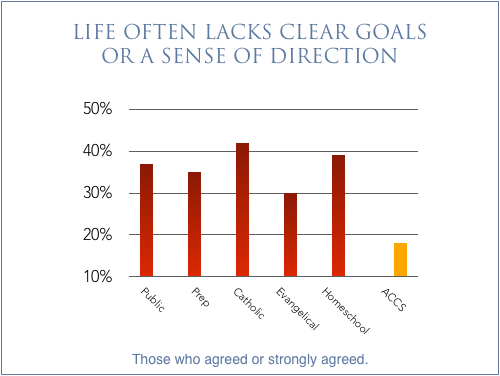 LIFE OFTEN LACKS CLEAR GOALS
OR A SENSE OF DIRECTION
50%
40%
30%
20%
10%
Public
Prep
Catholic
Evangelical
Homeschool
ACCS
Those who agreed or strongly agreed.